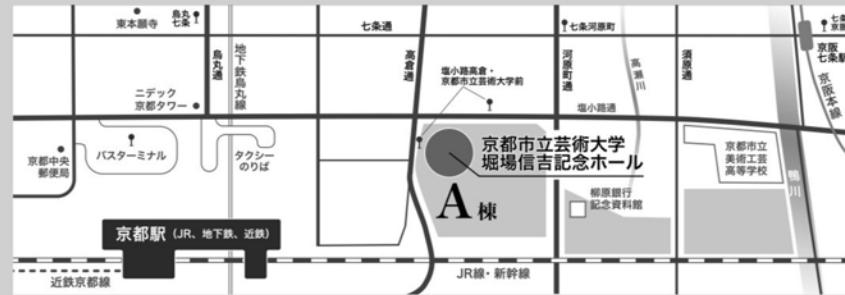 東本願寺
烏丸
七条
七条通
七条河原町
七条
京阪
京阪
七条駅
京阪本線
烏丸通
地下鉄烏丸線
高倉通
塩小路高倉・
京都市立芸術大学前
河原町通
高瀬川
須原通
ニデック
京都タワー
塩小路通
京都中央
郵便局
バスターミナル
タクシー
のりば
京都市立芸術大学
堀場信吉記念ホール
A棟
柳原銀行
記念資料館
京都市立
美術工芸
高等学校
鴨川
京都駅（JR、地下鉄、近鉄）
近鉄京都線
JR線・新幹線